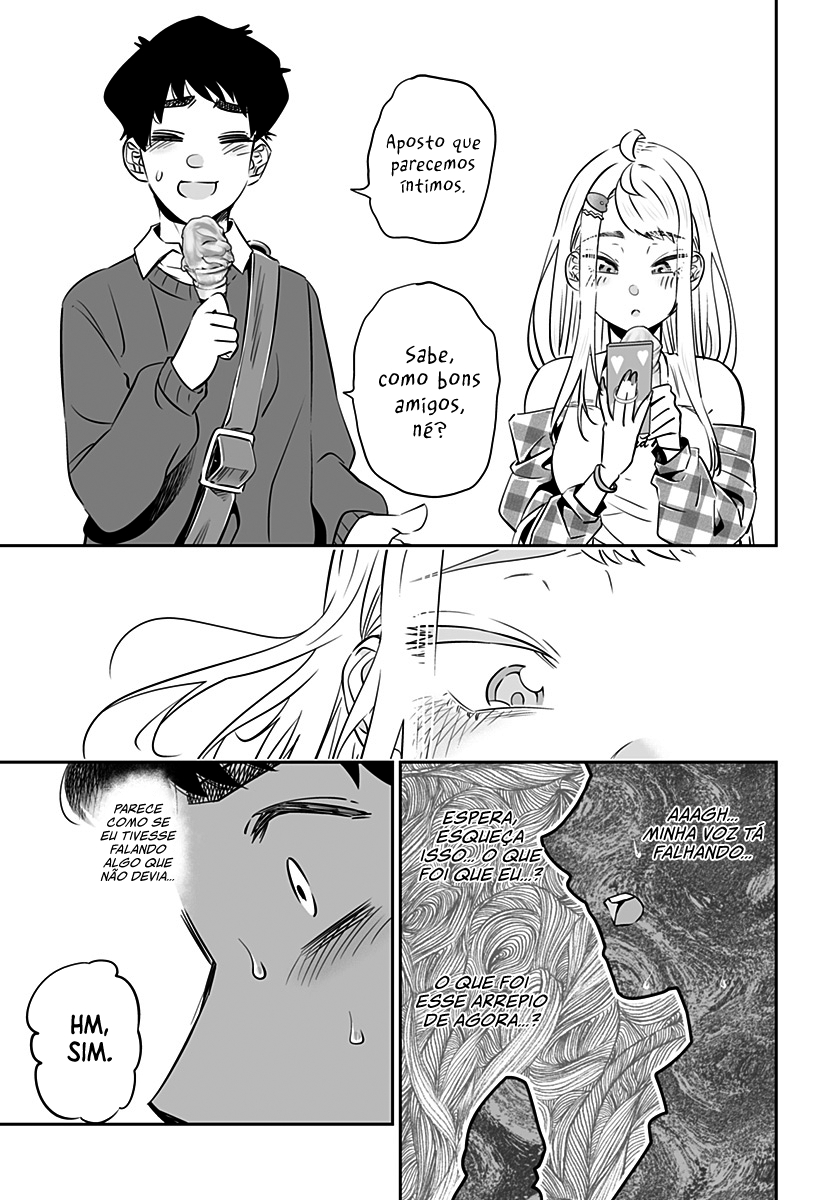 Aposto que
parecemos
íntimos.
Sabe,
como bons
amigos,
né?
AAAGH...
MINHA VOZ TÁ
FALHANDO...
ESPERA,
ESQUEÇA
ISSO... O QUE
FOI QUE EU...?
O QUE FOI
ESSE ARREPIO
DE AGORA...?
PARECE
COMO SE
EU TIVESSE
FALANDO
ALGO QUE
NÃO DEVIA...
HM,
SIM.